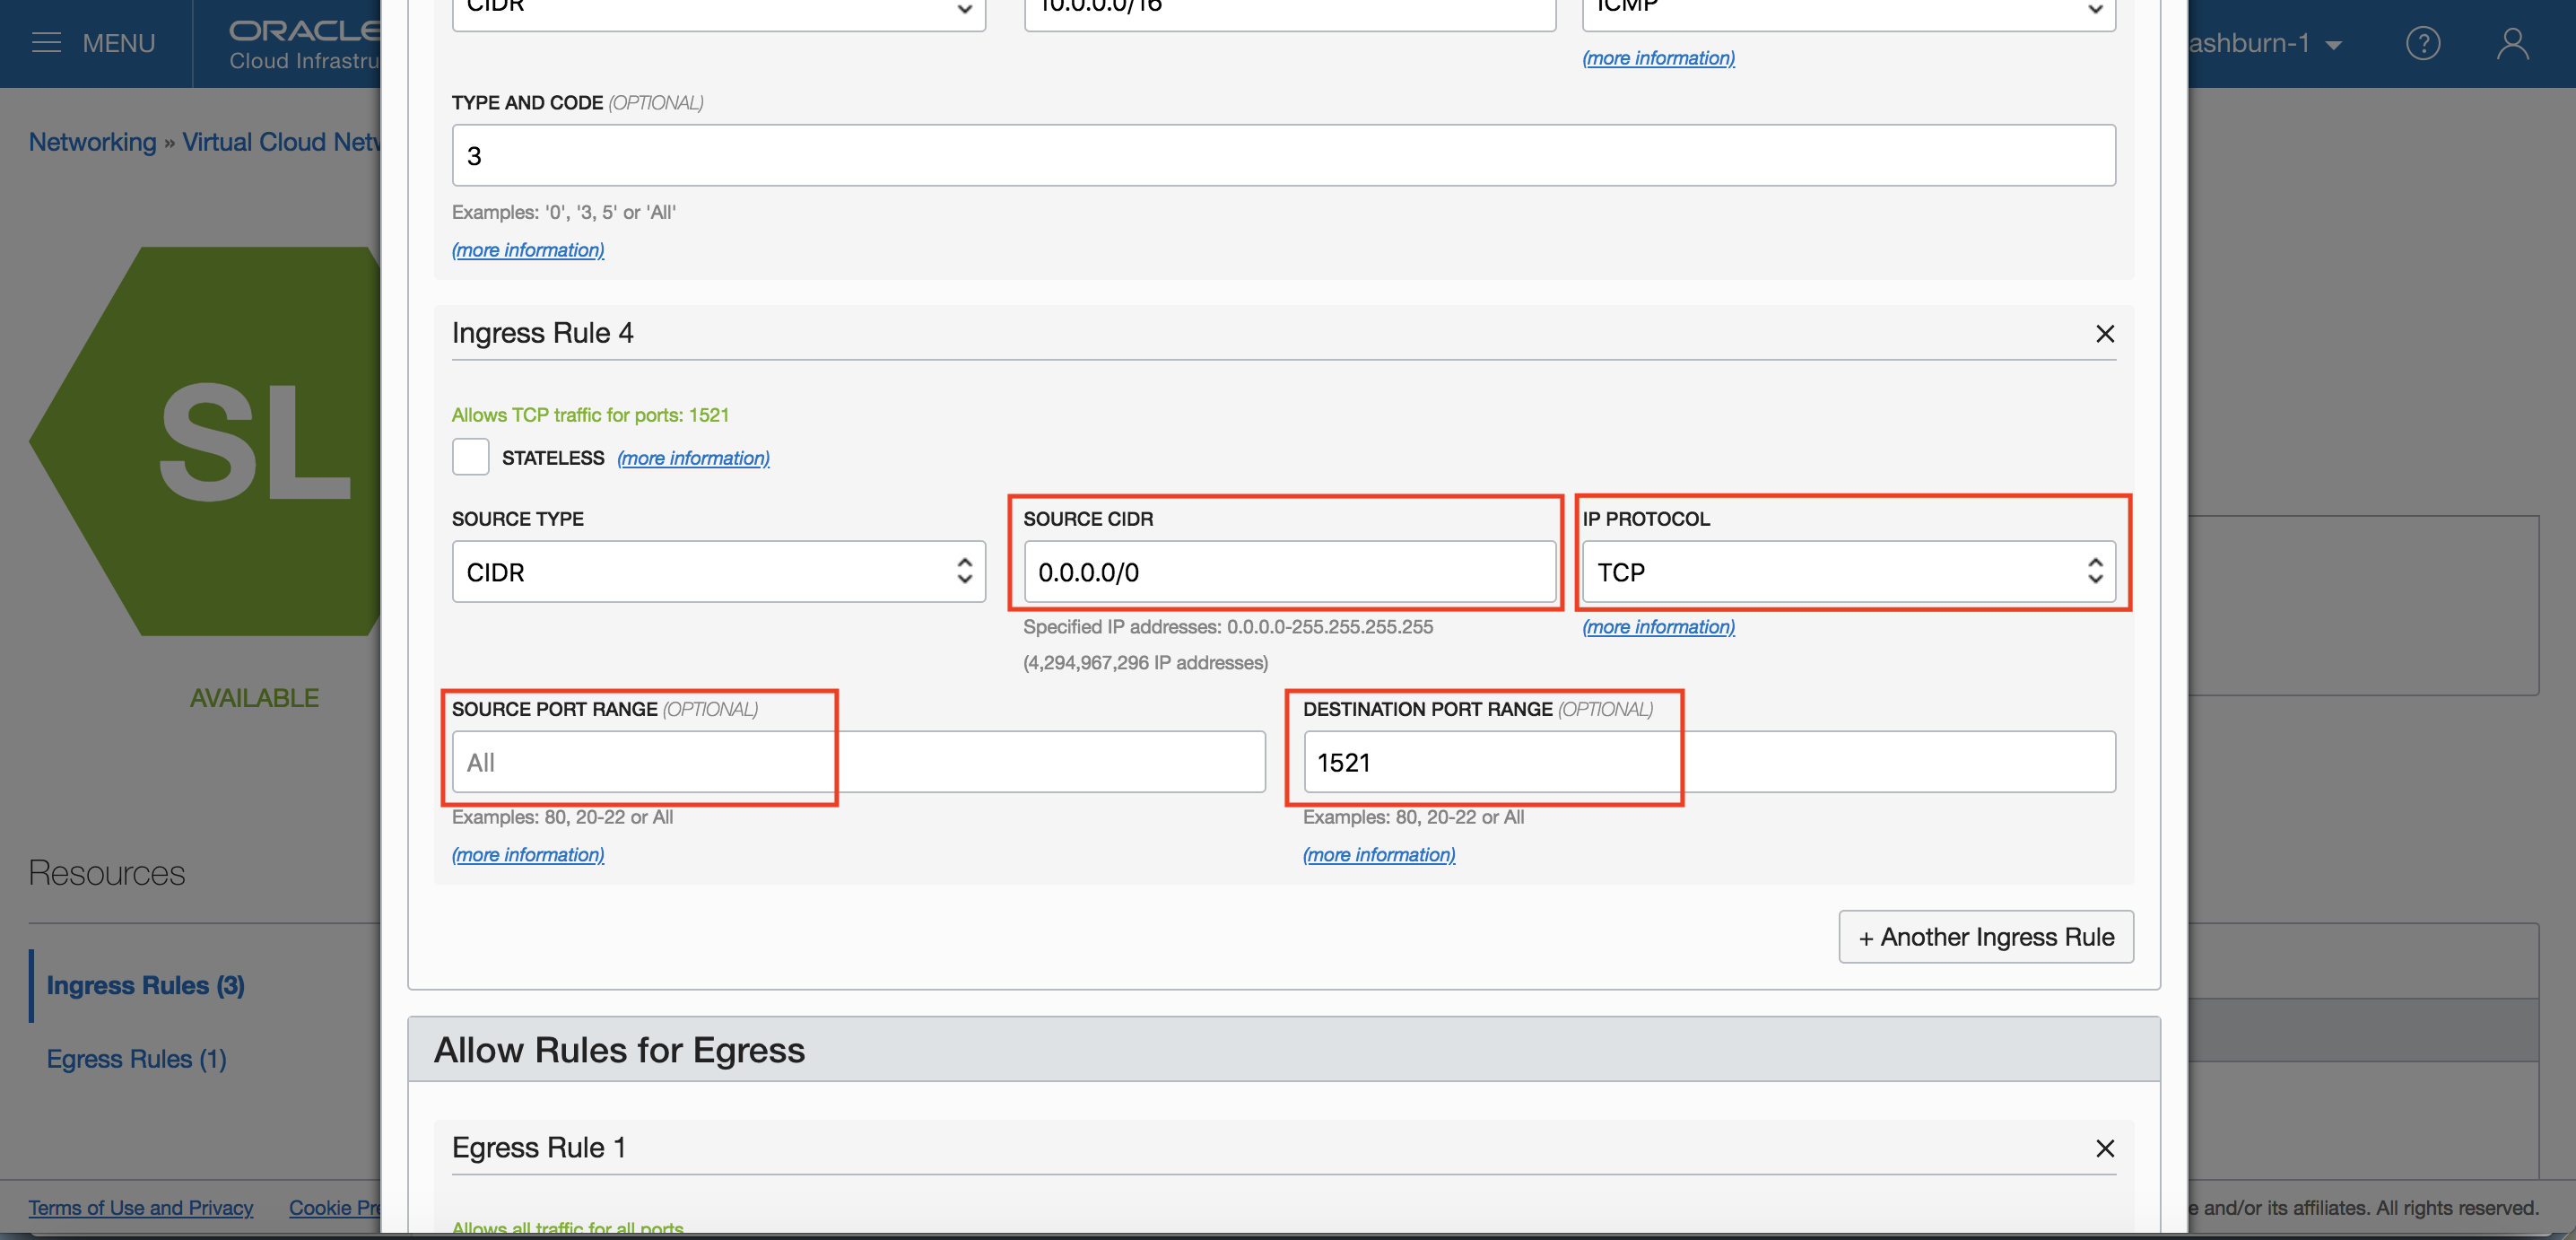 MENU
ORACLE
Cloud Infrastru
ashburn-1
Networking » Virtual Cloud Netw
SL
AVAILABLE
Resources
Ingress Rules (3)
Egress Rules (1)
CIDR
10.0.0.0/16
ICMP
(more information)
TYPE AND CODE (OPTIONAL)
3
Examples: '0', '3, 5' or 'All'
(more information)
Ingress Rule 4
Allows TCP traffic for ports: 1521
STATELESS (more information)
SOURCE TYPE
CIDR
SOURCE CIDR
0.0.0.0/0
Specified IP addresses: 0.0.0.0-255.255.255.255
(4,294,967,296 IP addresses)
IP PROTOCOL
TCP
(more information)
SOURCE PORT RANGE (OPTIONAL)
All
Examples: 80, 20-22 or All
(more information)
DESTINATION PORT RANGE (OPTIONAL)
1521
Examples: 80, 20-22 or All
(more information)
+ Another Ingress Rule
Allow Rules for Egress
Egress Rule 1
Allows all traffic for all ports
Terms of Use and Privacy
Cookie Pre
e and/or its affiliates. All rights reserved.